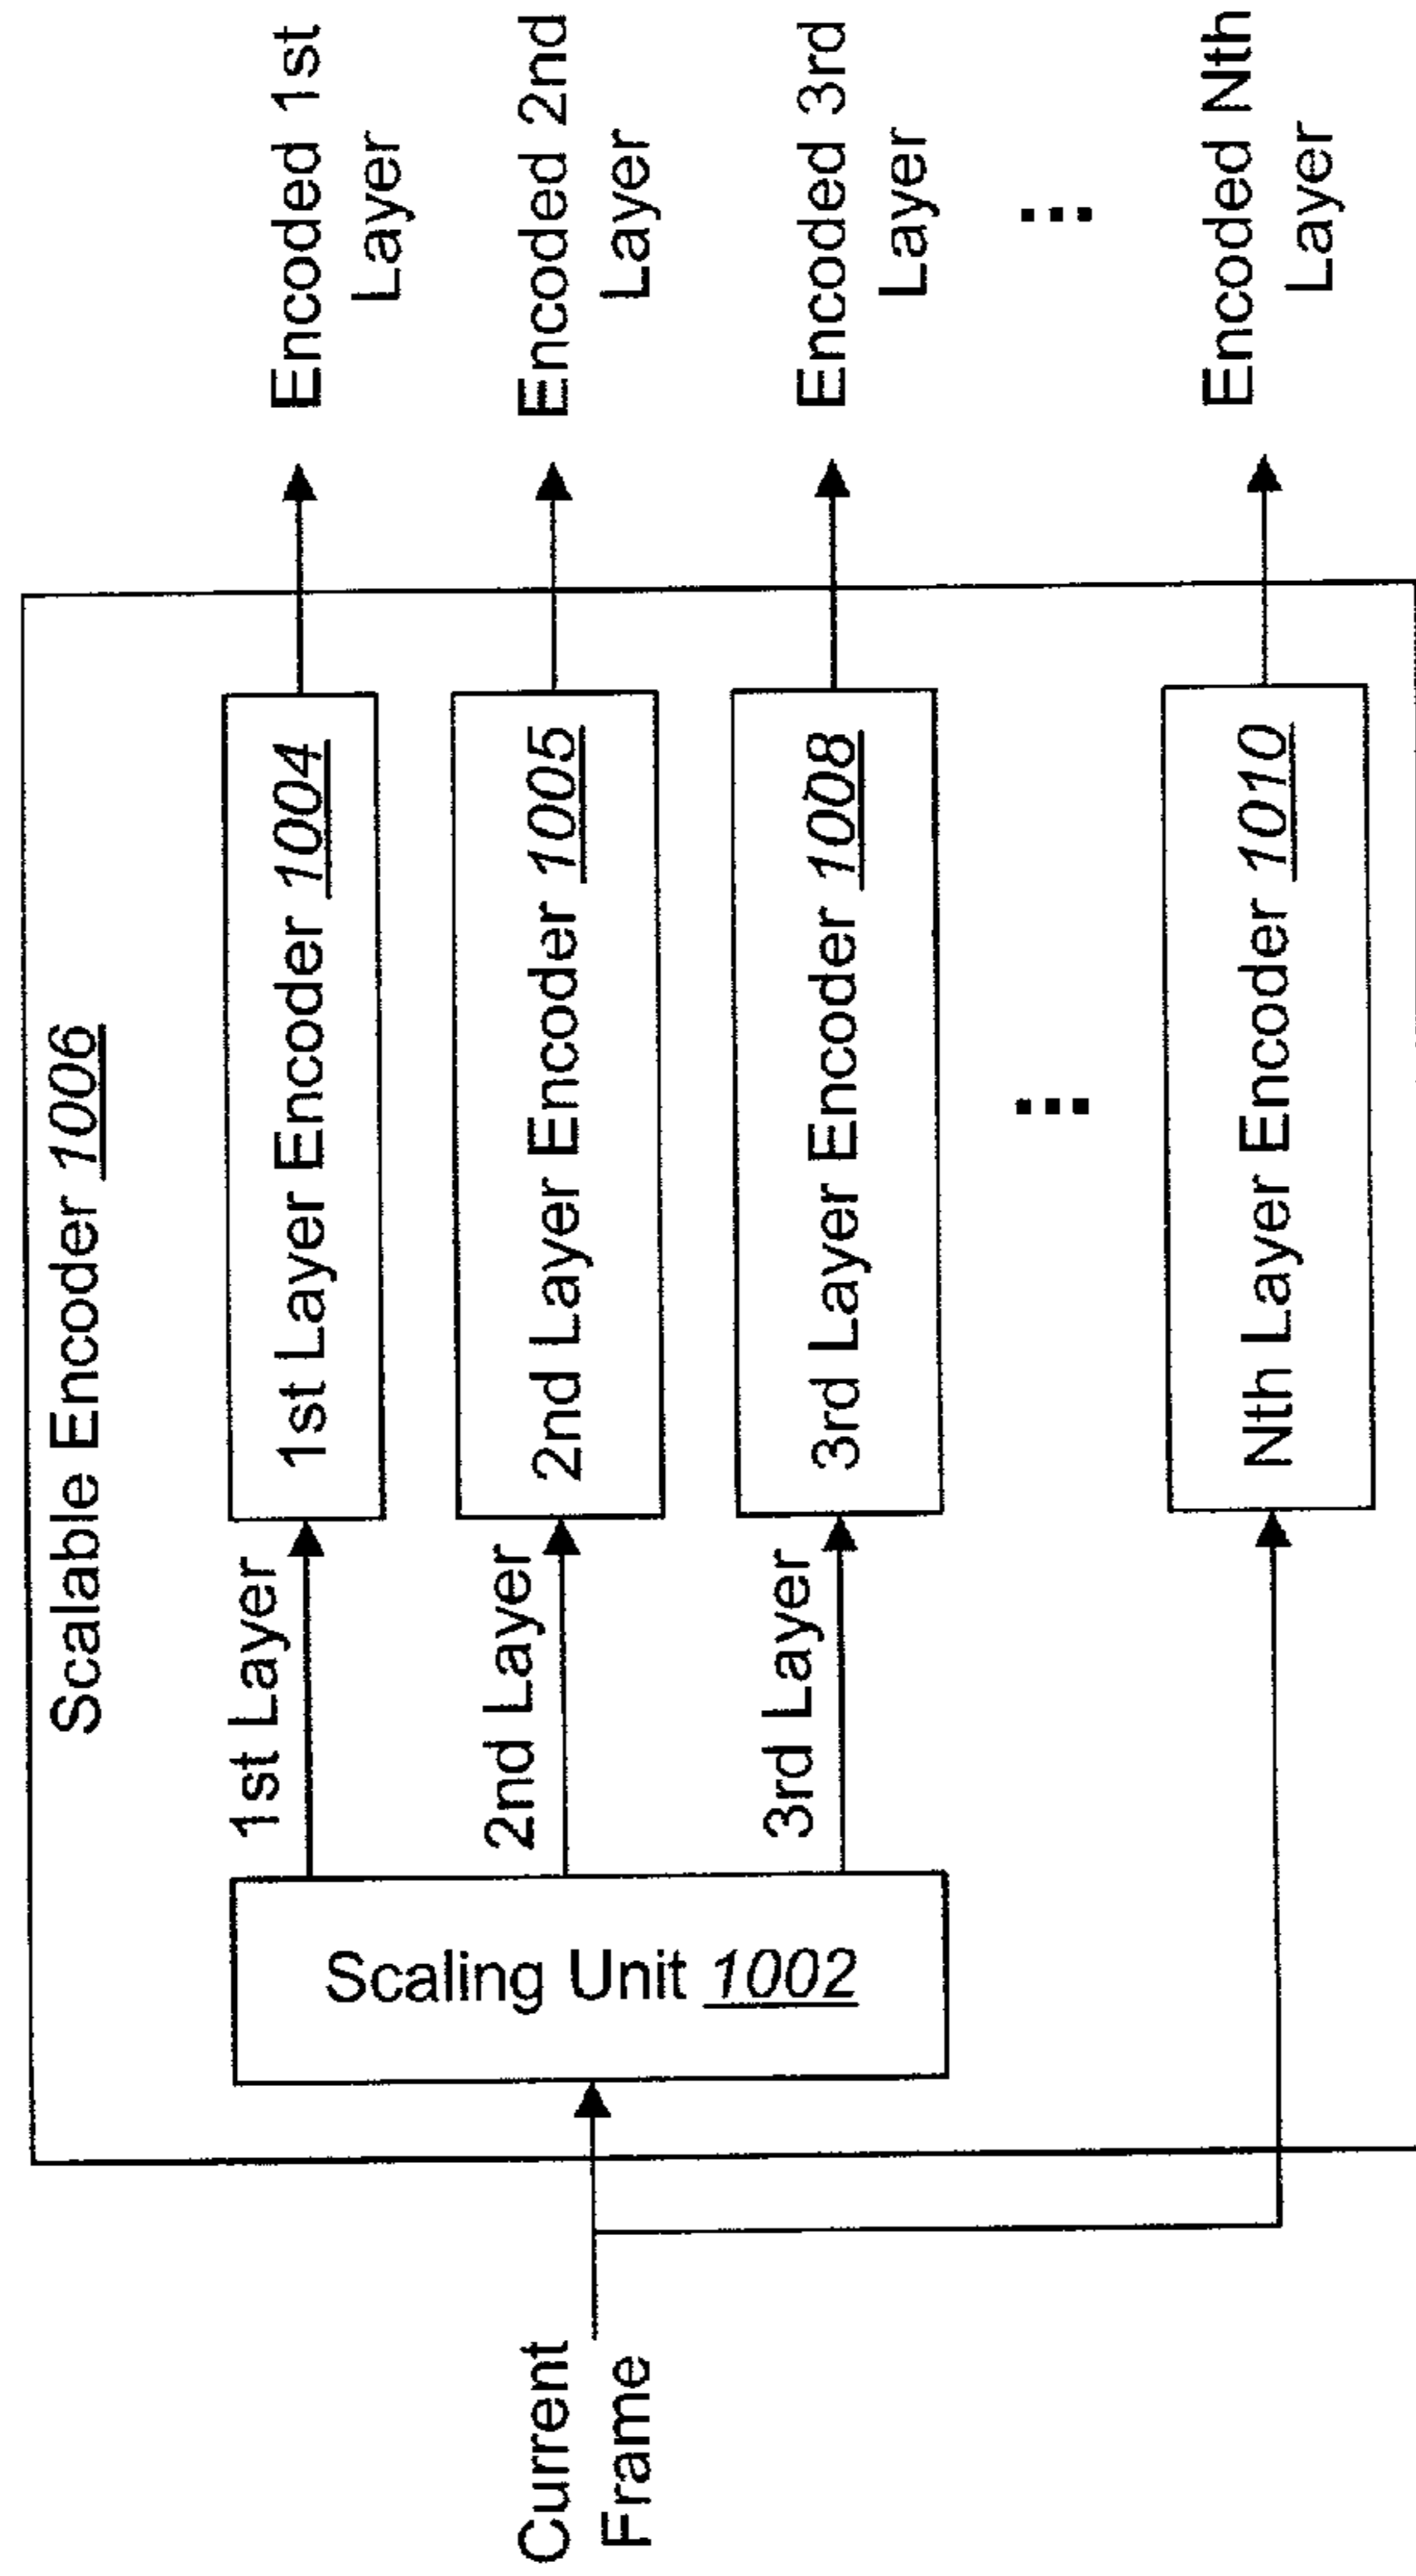 Scalable Encoder 1006
Current
Frame
Scaling Unit 1002
1st Layer
1st Layer Encoder 1004
Encoded 1st
Layer
2nd Layer
2nd Layer Encoder 1005
Encoded 2nd
Layer
3rd Layer
3rd Layer Encoder 1008
Encoded 3rd
Layer
...
...
Nth Layer Encoder 1010
Encoded Nth
Layer